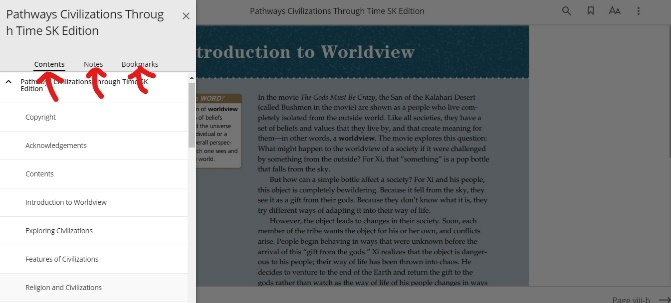 Pathways Civilizations Throug
h Time SK Edition
Contents
Notes
Bookmarks
Pathways Civilizations Through Time SK
Edition
Copyright
Acknowledgements
Contents
Introduction to Worldview
Exploring Civilizations
Features of Civilizations
Religion and Civilizations
Pathways Civilizations Through Time SK Edition
AA
troduction to Worldview
WORD"
of worldview
of beliefs
the universe
dividual or a
erall perspec-
ch one sees and
world.
In the movie The Gods Must Be Crazy, the San of the Kalahari Desert
(called Bushmen in the movie) are shown as a people who live com-
pletely isolated from the outside world. Like all societies, they have a
set of beliefs and values that they live by, and that create meaning for
them—in other words, a worldview. The movie explores this question:
What might happen to the worldview of a society if it were challenged
by something from the outside? For Xi, that "something" is a pop bottle
that falls from the sky.
But how can a simple bottle affect a society? For Xi and his people,
this object is completely bewildering. Because it fell from the sky, they
see it as a gift from their gods. Because they don't know what it is, they
try different ways of adapting it into their way of life.
However, the object leads to changes in their society. Soon, each
member of the tribe wants the object for his or her own, and conflicts
arise. People begin behaving in ways that were unknown before the
arrival of this "gift from the gods." Xi realizes that the object is danger-
ous to his people; their way of life has been thrown into chaos. He
decides to venture to the end of the Earth and return the gift to the
gods rather than watch as the way of life of his people changes in ways
Page viii-b